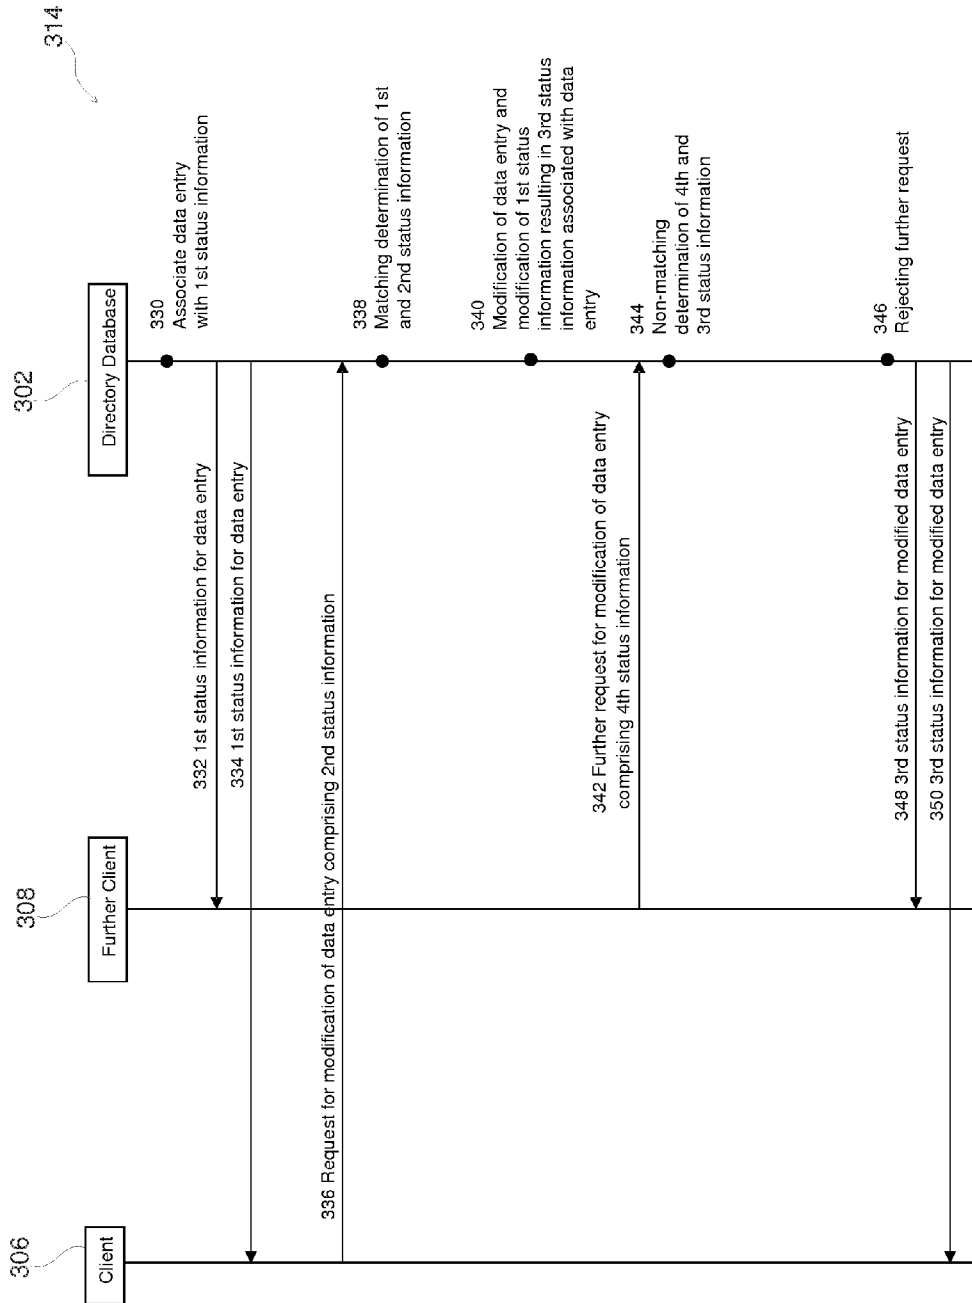 314
306
Client
308
Further Client
302
Directory Database
330
Associate data entry
with 1st status information
332 1st status information for data entry
334 1st status information for data entry
336 Request for modification of data entry comprising 2nd status information
338
Matching determination of 1st
and 2nd status information
340
Modification of data entry and
modification of 1st status
information resulting in 3rd status
information associated with data
entry
342 Further request for modification of data entry
comprising 4th status information
344
Non-matching
determination of 4th and
3rd status information
346
Rejecting further request
348 3rd status information for modified data entry
350 3rd status information for modified data entry